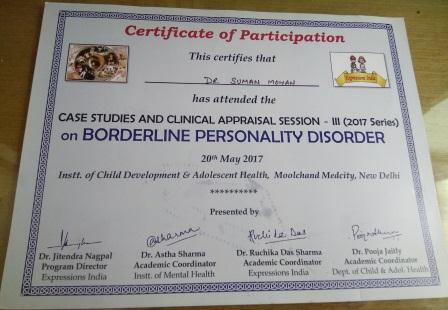 Certificate of Participation
This certifies that
Expressions India
DR. SUMAN MOHAN
has attended the
CASE STUDIES AND CLINICAL APPRAISAL SESSION - III (2017 Series)
on BORDERLINE PERSONALITY DISORDER
20th May 2017
Instt. of Child Development & Adolescent Health, Moolchand Medcity, New Delhi
**********
Presented by
Dr. Jitendra Nagpal
Program Director
Expressions India
Dr. Astha Sharma
Academic Coordinator
Instt. of Mental Health
Dr. Ruchika Das Sharma
Academic Coordinator
Expressions India
Dr. Pooja Jaitly
Academic Coordinator
Dept. of Child & Adol. Health